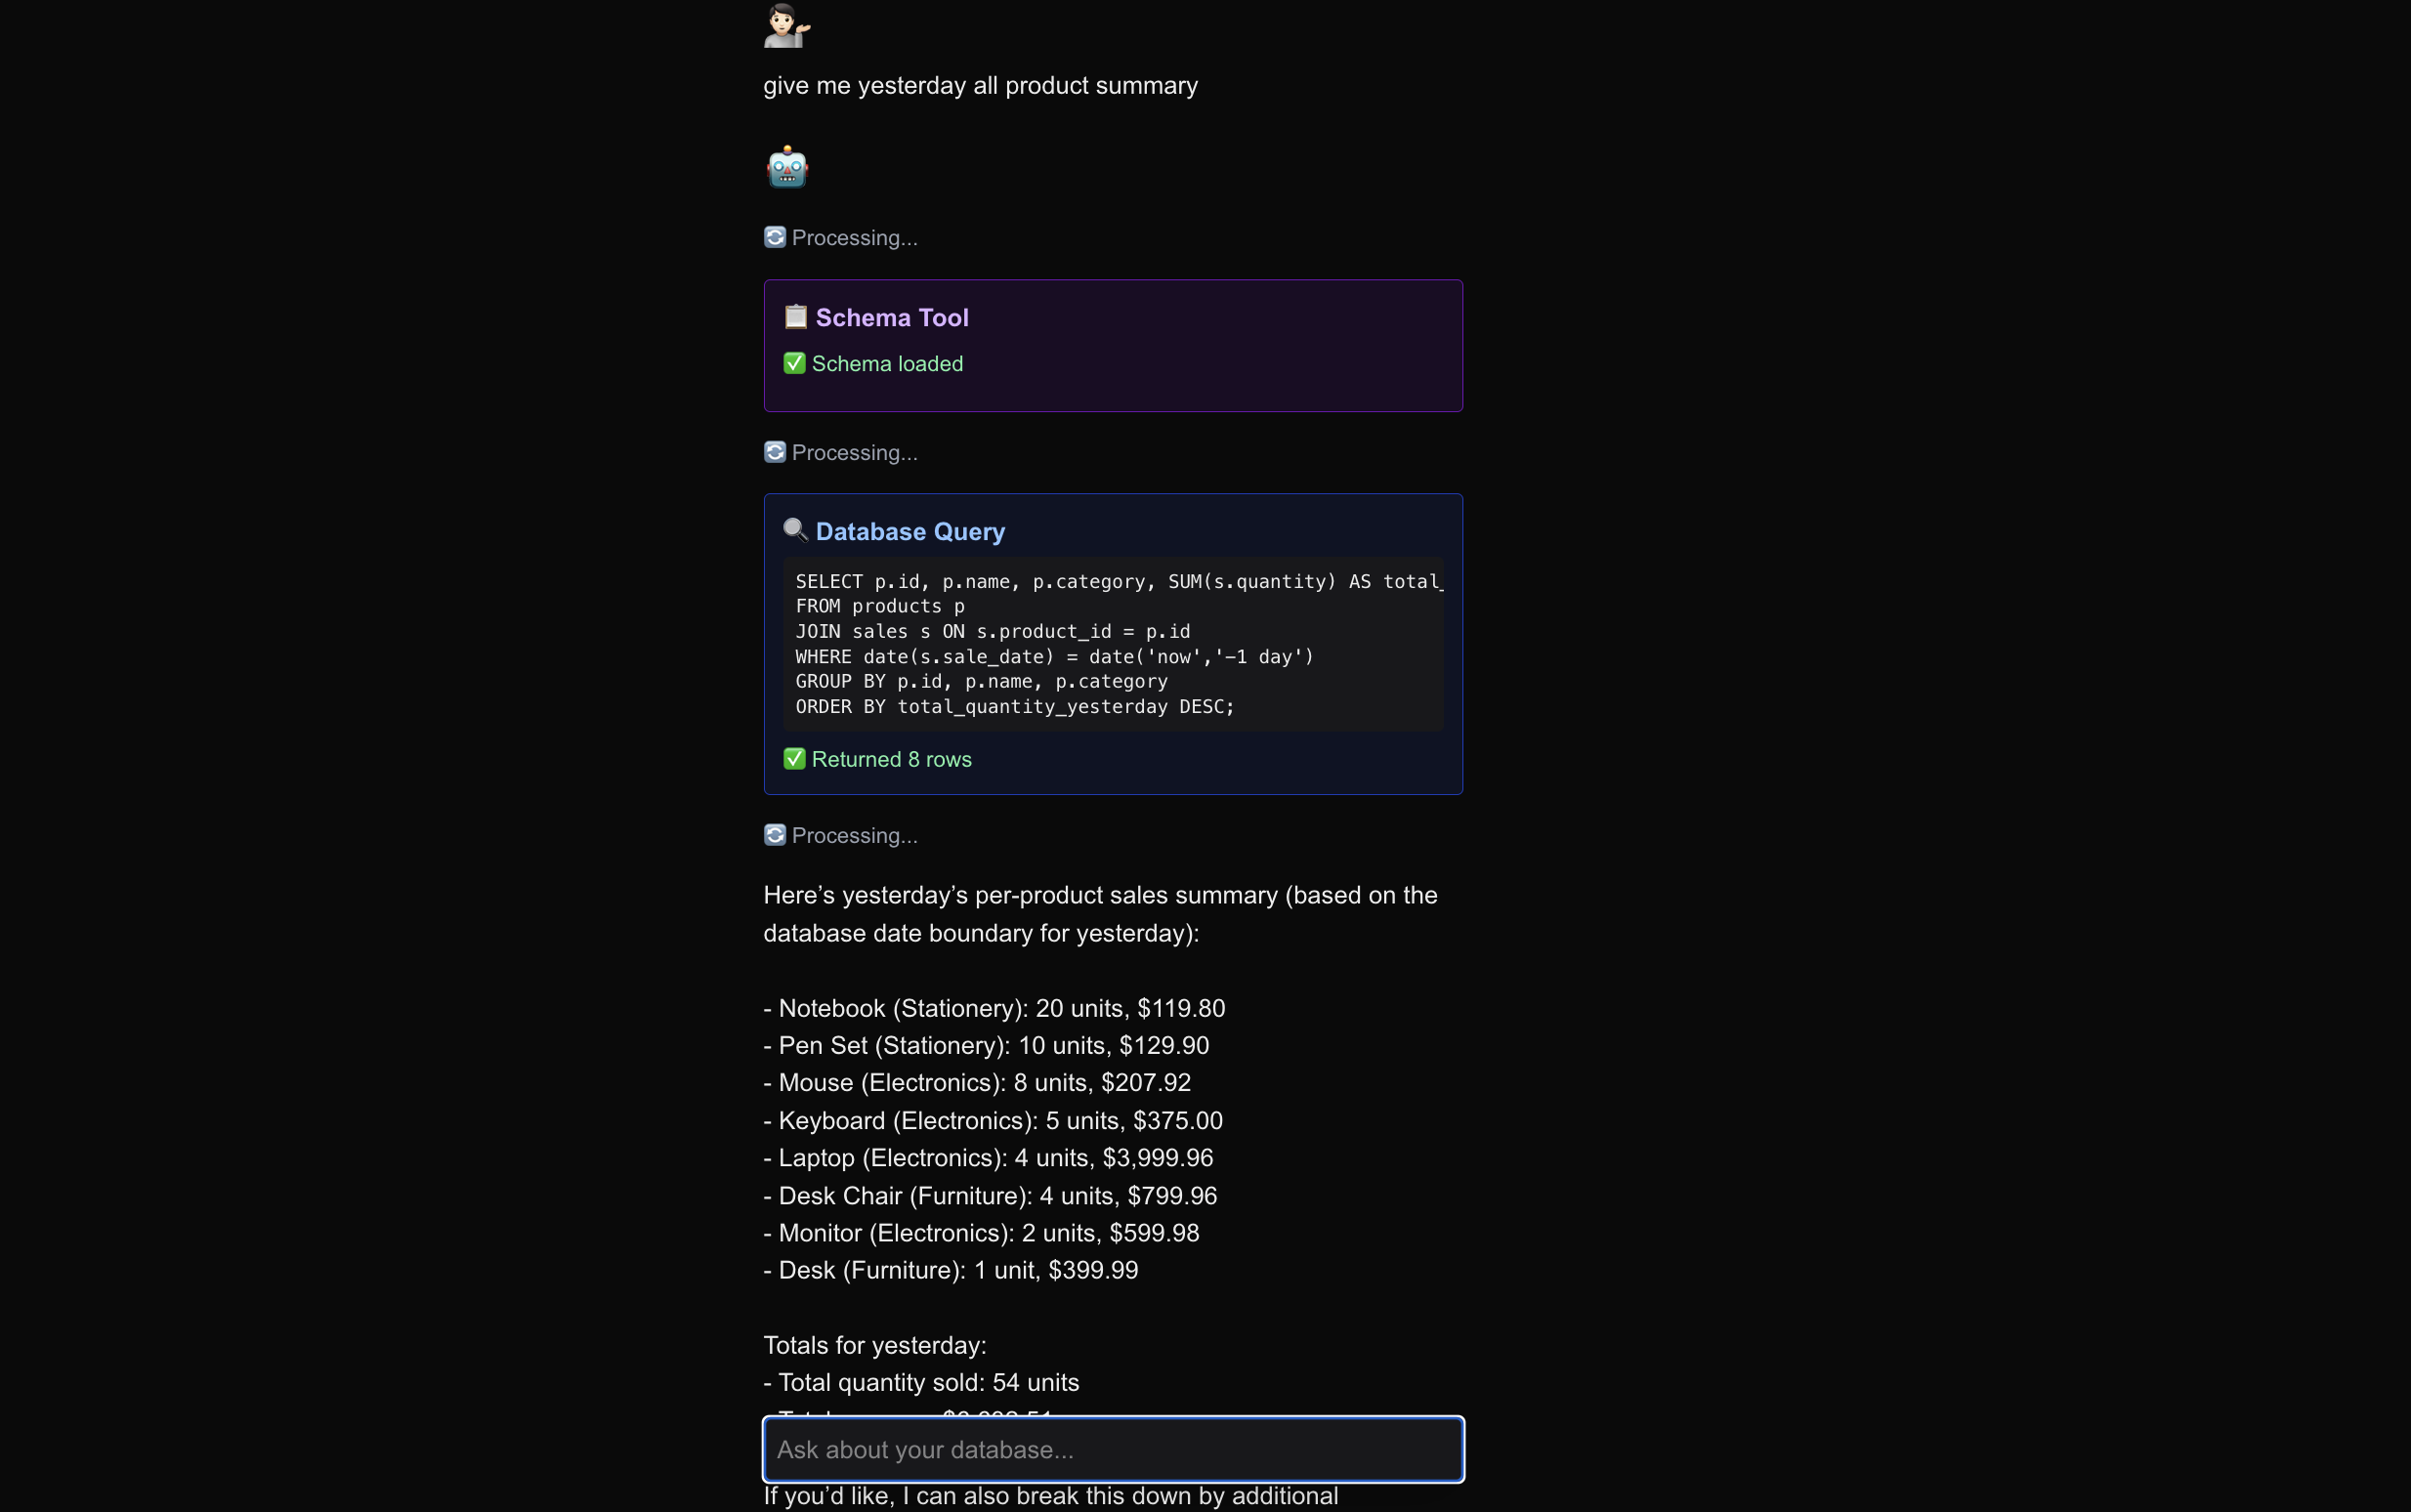 give me yesterday all product summary
Processing...
Schema Tool
Schema loaded
Processing...
Database Query
SELECT p.id, p.name, p.category, SUM(s.quantity) AS total_
FROM products p
JOIN sales s ON s.product_id = p.id
WHERE date(s.sale_date) = date('now','-1 day')
GROUP BY p.id, p.name, p.category
ORDER BY total_quantity_yesterday DESC;
Returned 8 rows
Processing...
Here’s yesterday’s per-product sales summary (based on the
database date boundary for yesterday):
- Notebook (Stationery): 20 units, $119.80
- Pen Set (Stationery): 10 units, $129.90
- Mouse (Electronics): 8 units, $207.92
- Keyboard (Electronics): 5 units, $375.00
- Laptop (Electronics): 4 units, $3,999.96
- Desk Chair (Furniture): 4 units, $799.96
- Monitor (Electronics): 2 units, $599.98
- Desk (Furniture): 1 unit, $399.99
Totals for yesterday:
- Total quantity sold: 54 units
Ask about your database...
If you’d like, I can also break this down by additional